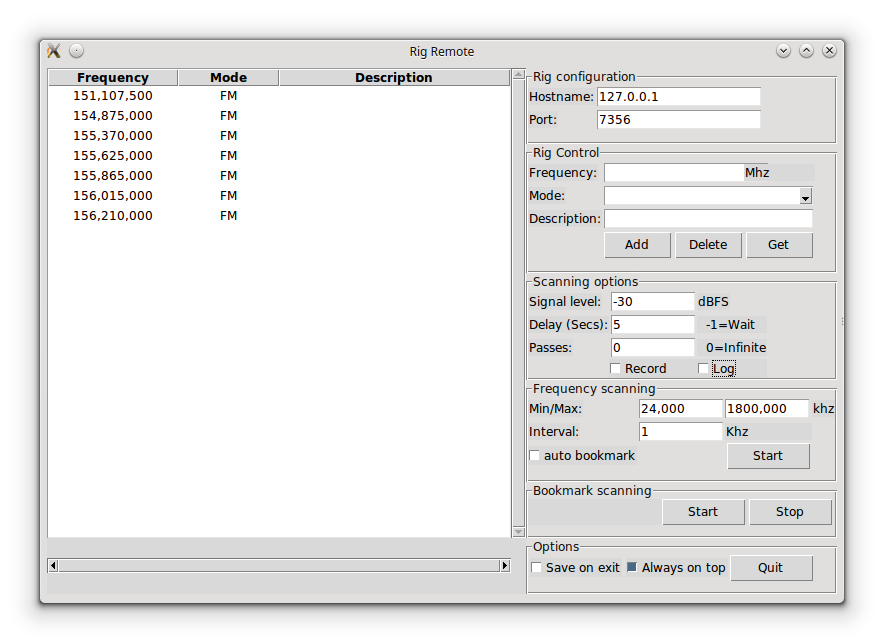 Rig Remote
Frequency Mode Description
151,107,500 FM
154,875,000 FM
155,370,000 FM
155,625,000 FM
155,865,000 FM
156,015,000 FM
156,210,000 FM
Rig configuration
Hostname: 127.0.0.1
Port: 7356
Rig Control
Frequency: Mhz
Mode:
Description:
Add Delete Get
Scanning options
Signal level: -30 dBFS
Delay (Secs): 5 -1=Wait
Passes: 0 0=Infinite
Record Log
Frequency scanning
Min/Max: 24,000 1800,000 khz
Interval: 1 Khz
auto bookmark Start
Bookmark scanning
Start Stop
Options
Save on exit Always on top Quit